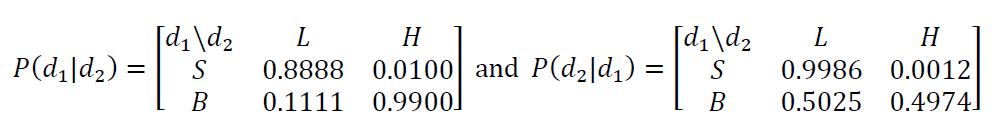 d₁\d₂ L H d₁\d₂ L H
P(d₁|d₂) = S 0.8888 0.0100 and P(d₂|d₁) = S 0.9986 0.0012
B 0.1111 0.9900 B 0.5025 0.4974